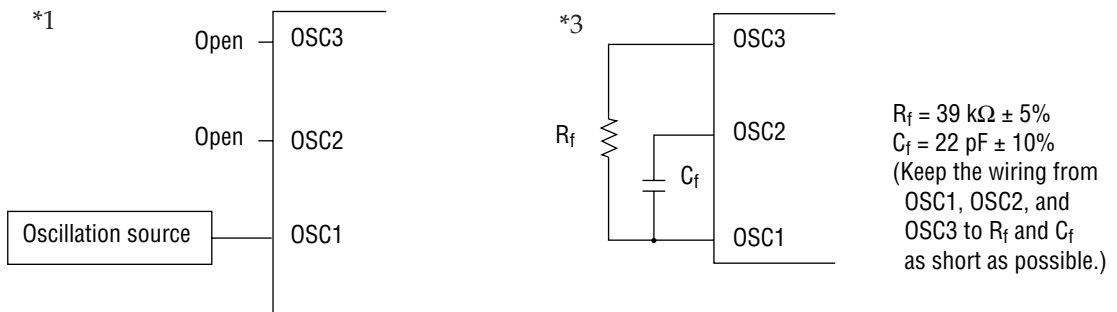 *1
Open
OSC3
Open
OSC2
Oscillation source
OSC1
*3
OSC3
Rf
OSC2
Cf
OSC1
Rf = 39 kΩ ± 5%
Cf = 22 pF ± 10%
(Keep the wiring from
OSC1, OSC2, and
OSC3 to Rf and Cf
as short as possible.)